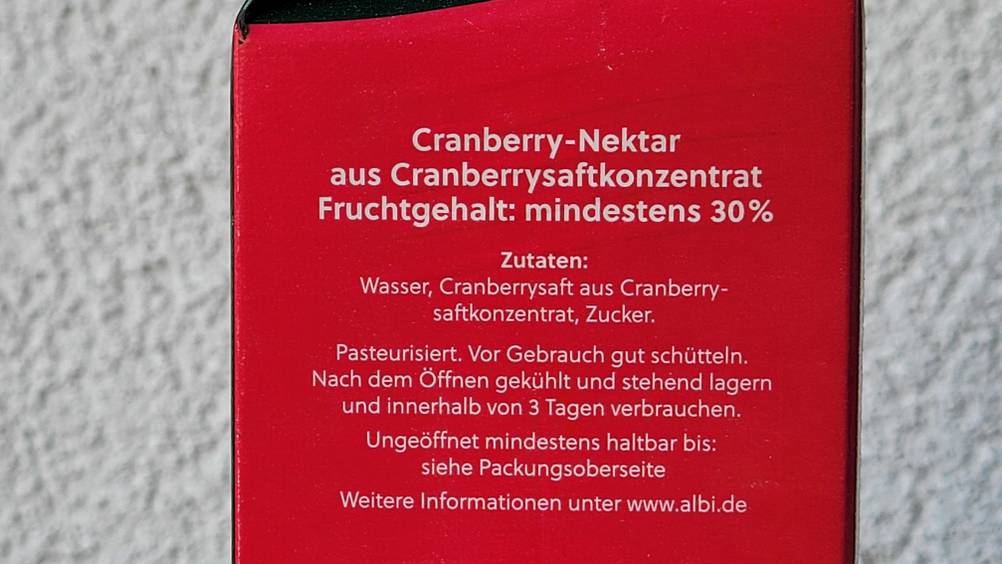 Cranberry-Nektar
aus Cranberrysaftkonzentrat
Fruchtgehalt: mindestens 30%
Zutaten:
Wasser, Cranberrysaft aus Cranberry-
saftkonzentrat, Zucker.
Pasteurisiert. Vor Gebrauch gut schütteln.
Nach dem Öffnen gekühlt und stehend lagern
und innerhalb von 3 Tagen verbrauchen.
Ungeöffnet mindestens haltbar bis:
siehe Packungsoberseite
Weitere Informationen unter www.albi.de